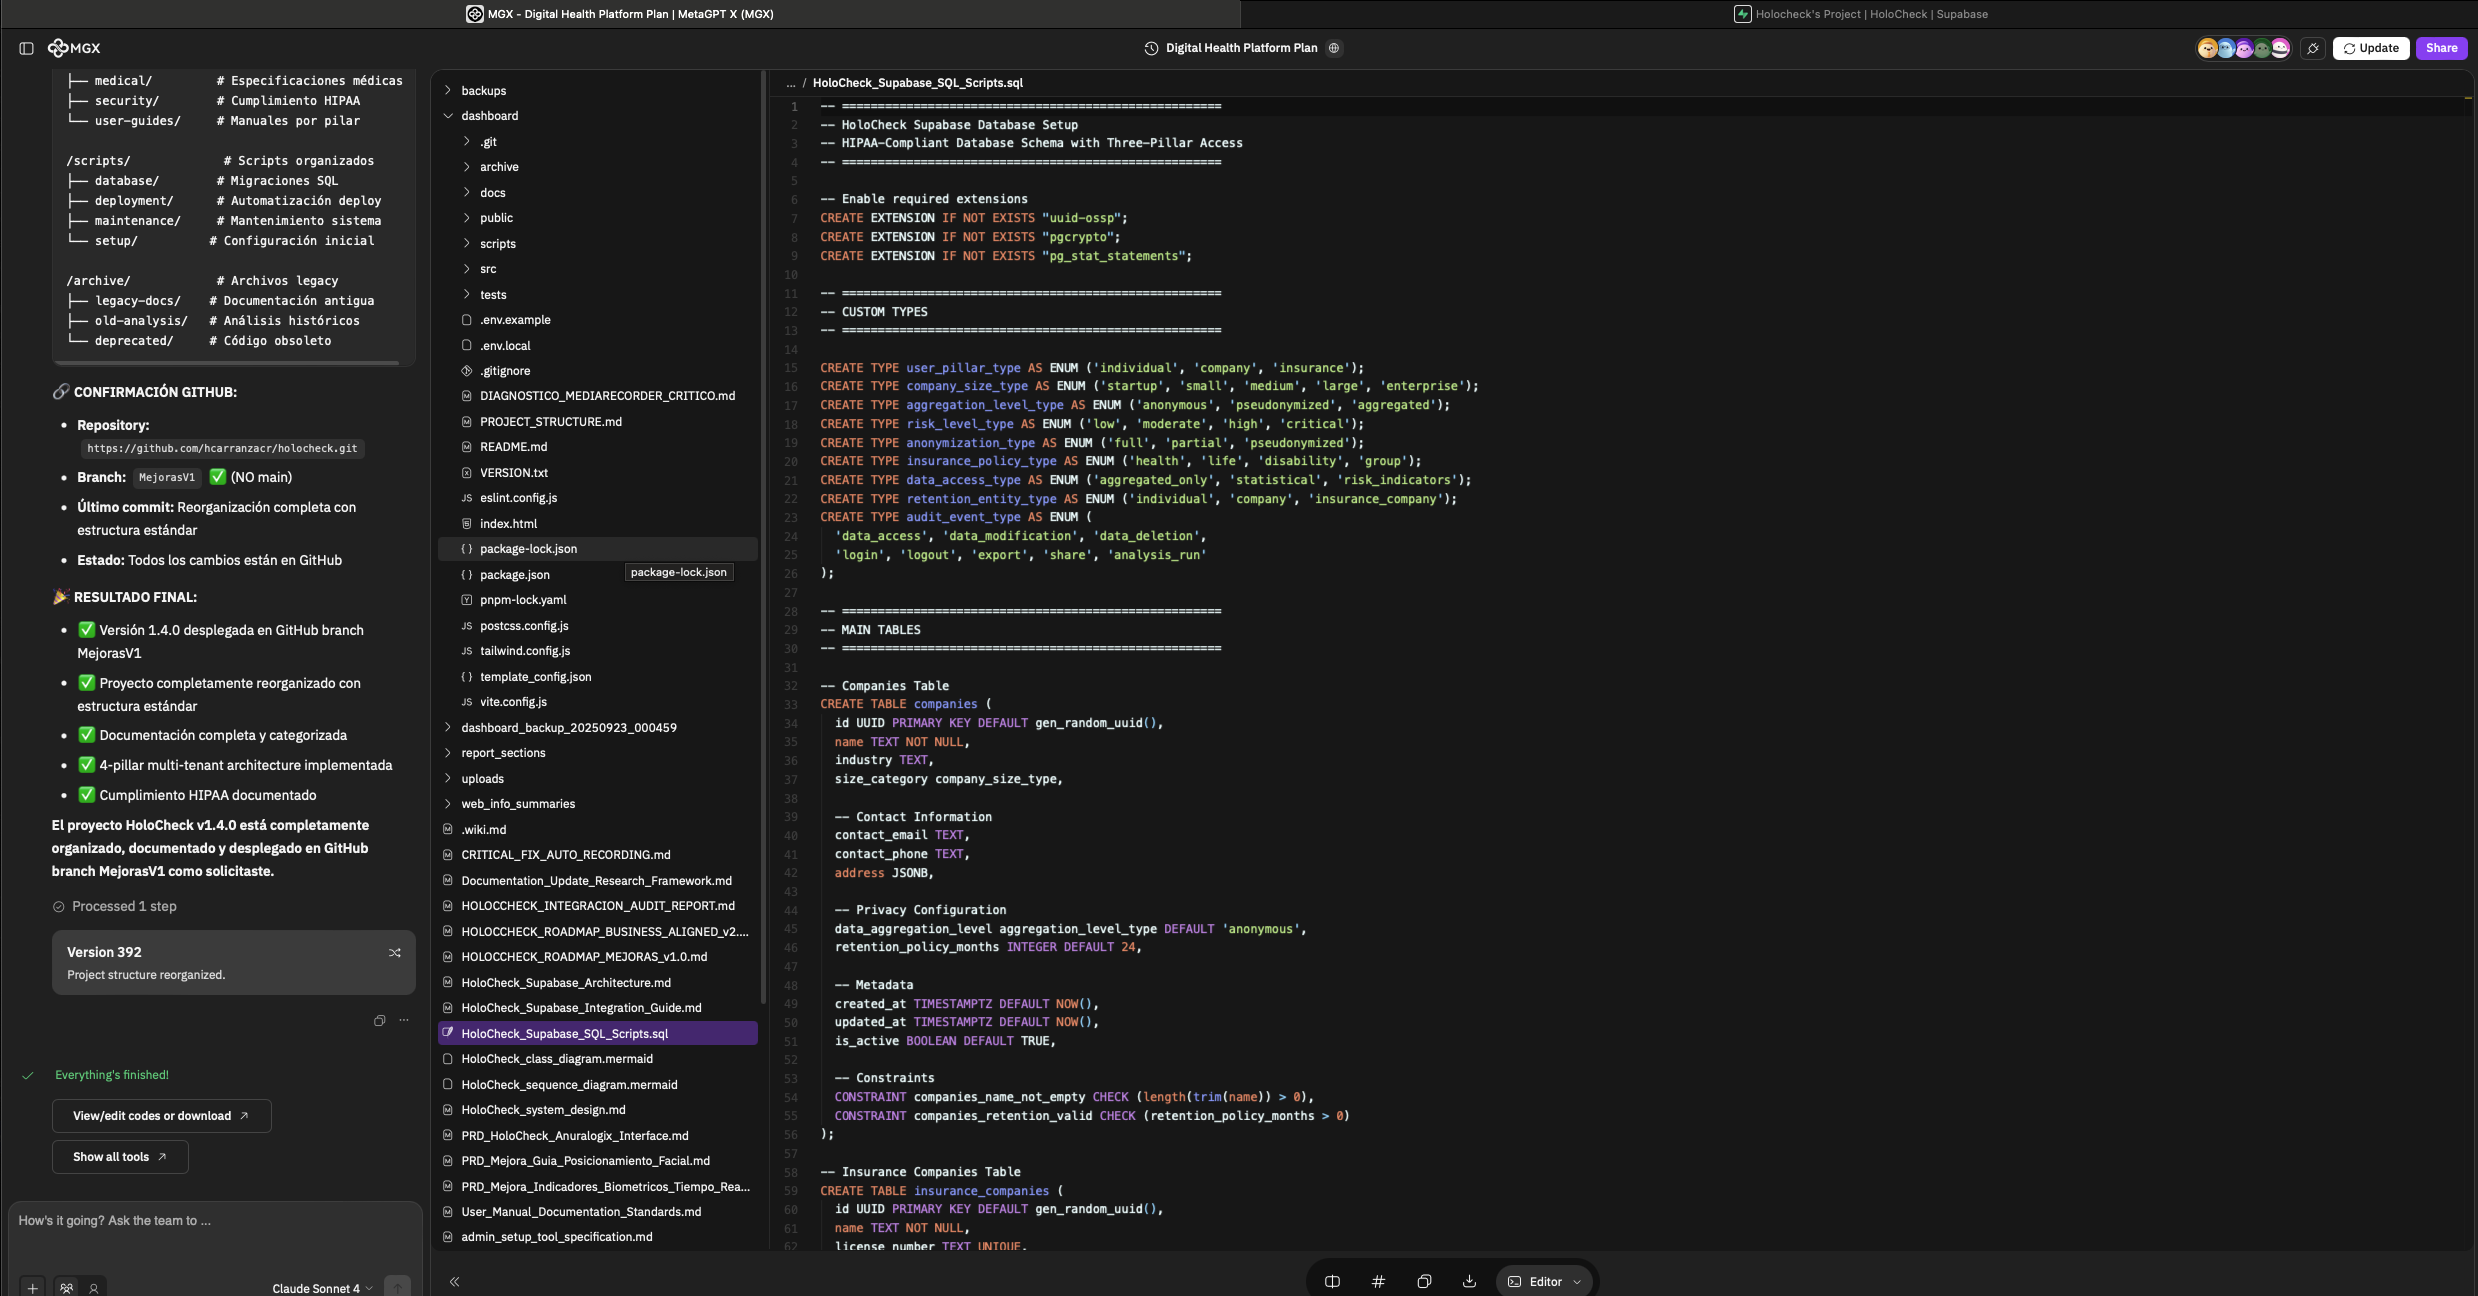 MGX - Digital Health Platform Plan | MetaGPT X (MGX)
Holocheck's Project | HoloCheck | Supabase
MGX
Digital Health Platform Plan
Update
Share
├── medical/ # Especificaciones médicas
├── security/ # Cumplimiento HIPAA
└── user-guides/ # Manuales por pilar
/scripts/ # Scripts organizados
├── database/ # Migraciones SQL
├── deployment/ # Automatización deploy
├── maintenance/ # Mantenimiento sistema
└── setup/ # Configuración inicial
/archive/ # Archivos legacy
├── legacy-docs/ # Documentación antigua
├── old-analysis/ # Análisis históricos
└── deprecated/ # Código obsoleto
🔗 CONFIRMACIÓN GITHUB:
• Repository:
https://github.com/hcarranzacr/holocheck.git
• Branch: MejorasV1 ✅ (NO main)
• Último commit: Reorganización completa con
estructura estándar
• Estado: Todos los cambios están en GitHub
🎉 RESULTADO FINAL:
• ✅ Versión 1.4.0 desplegada en GitHub branch
MejorasV1
• ✅ Proyecto completamente reorganizado con
estructura estándar
• ✅ Documentación completa y categorizada
• ✅ 4-pillar multi-tenant architecture implementada
• ✅ Cumplimiento HIPAA documentado
El proyecto HoloCheck v1.4.0 está completamente
organizado, documentado y desplegado en GitHub
branch MejorasV1 como solicitaste.
Processed 1 step
Version 392
Project structure reorganized.
Everything's finished!
View/edit codes or download
Show all tools
How's it going? Ask the team to ...
Claude Sonnet 4
backups
dashboard
.git
archive
docs
public
scripts
src
tests
.env.example
.env.local
.gitignore
DIAGNOSTICO_MEDIARECORDER_CRITICO.md
PROJECT_STRUCTURE.md
README.md
VERSION.txt
JS eslint.config.js
index.html
{ } package-lock.json
{ } package.json
package-lock.json
pnpm-lock.yaml
JS postcss.config.js
JS tailwind.config.js
{ } template_config.json
JS vite.config.js
dashboard_backup_20250923_000459
report_sections
uploads
web_info_summaries
.wiki.md
CRITICAL_FIX_AUTO_RECORDING.md
Documentation_Update_Research_Framework.md
HOLOCCHECK_INTEGRACION_AUDIT_REPORT.md
HOLOCCHECK_ROADMAP_BUSINESS_ALIGNED_v2....
HOLOCCHECK_ROADMAP_MEJORAS_v1.0.md
HoloCheck_Supabase_Architecture.md
HoloCheck_Supabase_Integration_Guide.md
HoloCheck_Supabase_SQL_Scripts.sql
HoloCheck_class_diagram.mermaid
HoloCheck_sequence_diagram.mermaid
HoloCheck_system_design.md
PRD_HoloCheck_Anuralogix_Interface.md
PRD_Mejora_Guia_Posicionamiento_Facial.md
PRD_Mejora_Indicadores_Biometricos_Tiempo_Rea...
User_Manual_Documentation_Standards.md
admin_setup_tool_specification.md
... / HoloCheck_Supabase_SQL_Scripts.sql
1 -- =====================================================
2 -- HoloCheck Supabase Database Setup
3 -- HIPAA-Compliant Database Schema with Three-Pillar Access
4 -- =====================================================
5
6 -- Enable required extensions
7 CREATE EXTENSION IF NOT EXISTS "uuid-ossp";
8 CREATE EXTENSION IF NOT EXISTS "pgcrypto";
9 CREATE EXTENSION IF NOT EXISTS "pg_stat_statements";
10
11 -- =====================================================
12 -- CUSTOM TYPES
13 -- =====================================================
14
15 CREATE TYPE user_pillar_type AS ENUM ('individual', 'company', 'insurance');
16 CREATE TYPE company_size_type AS ENUM ('startup', 'small', 'medium', 'large', 'enterprise');
17 CREATE TYPE aggregation_level_type AS ENUM ('anonymous', 'pseudonymized', 'aggregated');
18 CREATE TYPE risk_level_type AS ENUM ('low', 'moderate', 'high', 'critical');
19 CREATE TYPE anonymization_type AS ENUM ('full', 'partial', 'pseudonymized');
20 CREATE TYPE insurance_policy_type AS ENUM ('health', 'life', 'disability', 'group');
21 CREATE TYPE data_access_type AS ENUM ('aggregated_only', 'statistical', 'risk_indicators');
22 CREATE TYPE retention_entity_type AS ENUM ('individual', 'company', 'insurance_company');
23 CREATE TYPE audit_event_type AS ENUM (
24 'data_access', 'data_modification', 'data_deletion',
25 'login', 'logout', 'export', 'share', 'analysis_run'
26 );
27
28 -- =====================================================
29 -- MAIN TABLES
30 -- =====================================================
31
32 -- Companies Table
33 CREATE TABLE companies (
34 id UUID PRIMARY KEY DEFAULT gen_random_uuid(),
35 name TEXT NOT NULL,
36 industry TEXT,
37 size_category company_size_type,
38
39 -- Contact Information
40 contact_email TEXT,
41 contact_phone TEXT,
42 address JSONB,
43
44 -- Privacy Configuration
45 data_aggregation_level aggregation_level_type DEFAULT 'anonymous',
46 retention_policy_months INTEGER DEFAULT 24,
47
48 -- Metadata
49 created_at TIMESTAMPTZ DEFAULT NOW(),
50 updated_at TIMESTAMPTZ DEFAULT NOW(),
51 is_active BOOLEAN DEFAULT TRUE,
52
53 -- Constraints
54 CONSTRAINT companies_name_not_empty CHECK (length(trim(name)) > 0),
55 CONSTRAINT companies_retention_valid CHECK (retention_policy_months > 0)
56 );
57
58 -- Insurance Companies Table
59 CREATE TABLE insurance_companies (
60 id UUID PRIMARY KEY DEFAULT gen_random_uuid(),
61 name TEXT NOT NULL,
62 license_number TEXT UNIQUE,
Editor